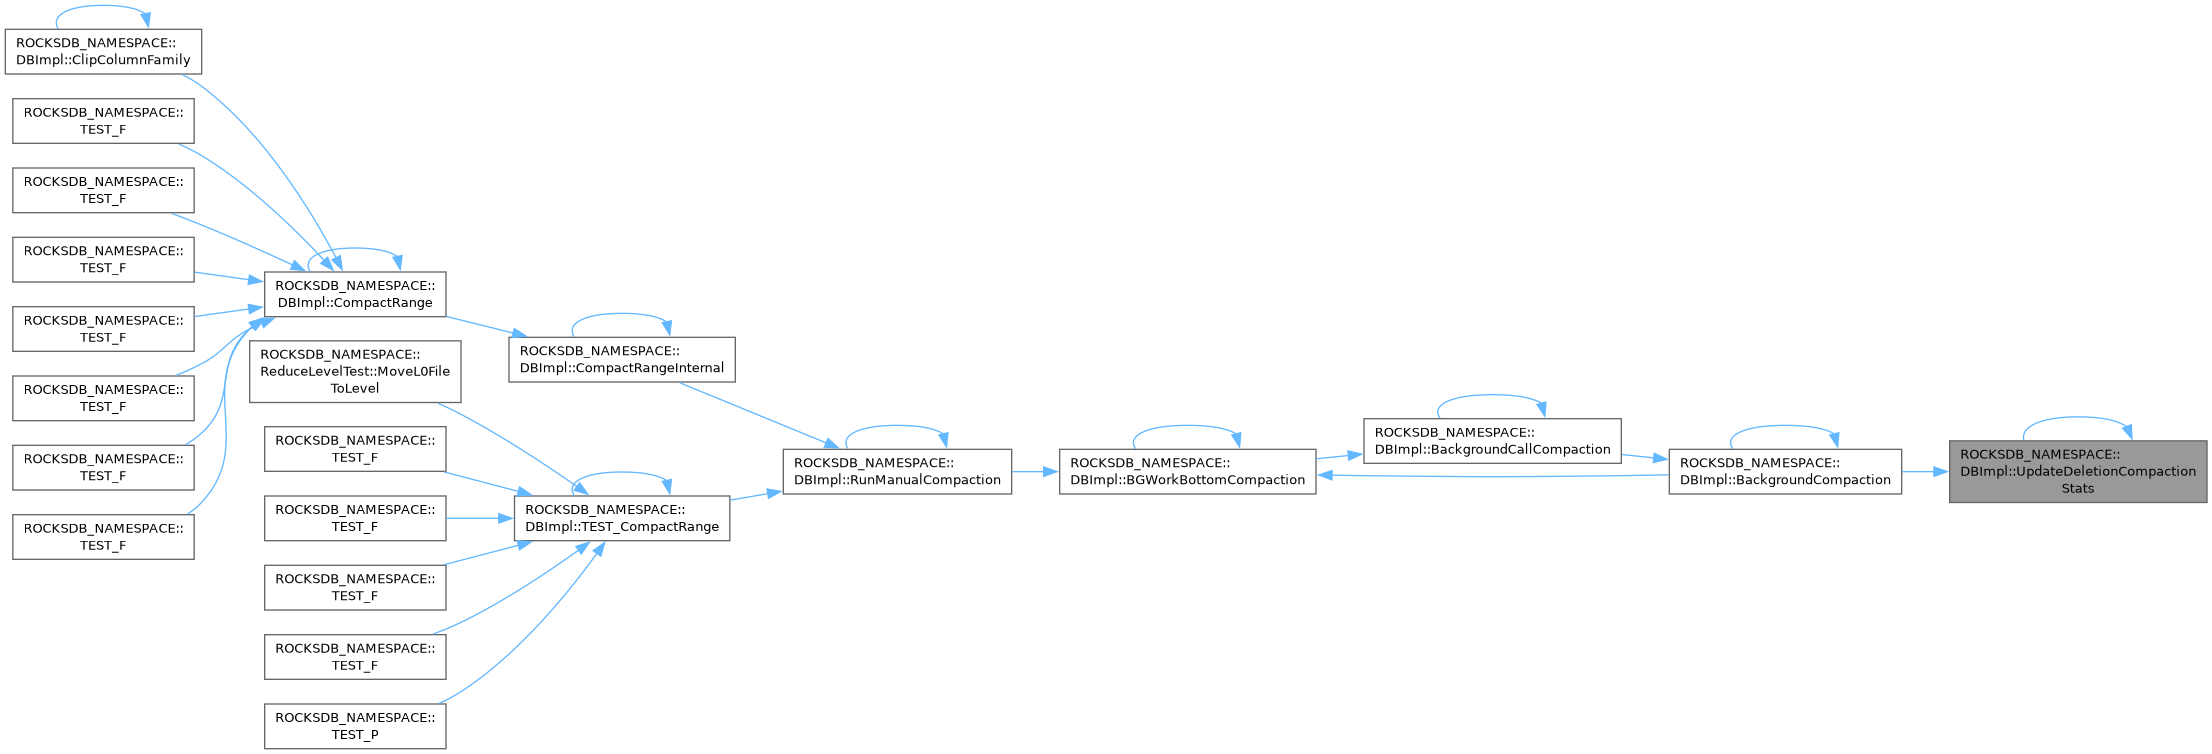 ROCKSDB_NAMESPACE::
DBImpl::ClipColumnFamily
ROCKSDB_NAMESPACE::
TEST_F
ROCKSDB_NAMESPACE::
TEST_F
ROCKSDB_NAMESPACE::
TEST_F
ROCKSDB_NAMESPACE::
TEST_F
ROCKSDB_NAMESPACE::
TEST_F
ROCKSDB_NAMESPACE::
TEST_F
ROCKSDB_NAMESPACE::
TEST_F
ROCKSDB_NAMESPACE::
DBImpl::CompactRange
ROCKSDB_NAMESPACE::
ReduceLevelTest::MoveL0File
ToLevel
ROCKSDB_NAMESPACE::
TEST_F
ROCKSDB_NAMESPACE::
TEST_F
ROCKSDB_NAMESPACE::
TEST_F
ROCKSDB_NAMESPACE::
TEST_F
ROCKSDB_NAMESPACE::
TEST_P
ROCKSDB_NAMESPACE::
DBImpl::CompactRangeInternal
ROCKSDB_NAMESPACE::
DBImpl::TEST_CompactRange
ROCKSDB_NAMESPACE::
DBImpl::RunManualCompaction
ROCKSDB_NAMESPACE::
DBImpl::BGWorkBottomCompaction
ROCKSDB_NAMESPACE::
DBImpl::BackgroundCallCompaction
ROCKSDB_NAMESPACE::
DBImpl::BackgroundCompaction
ROCKSDB_NAMESPACE::
DBImpl::UpdateDeletionCompaction
Stats